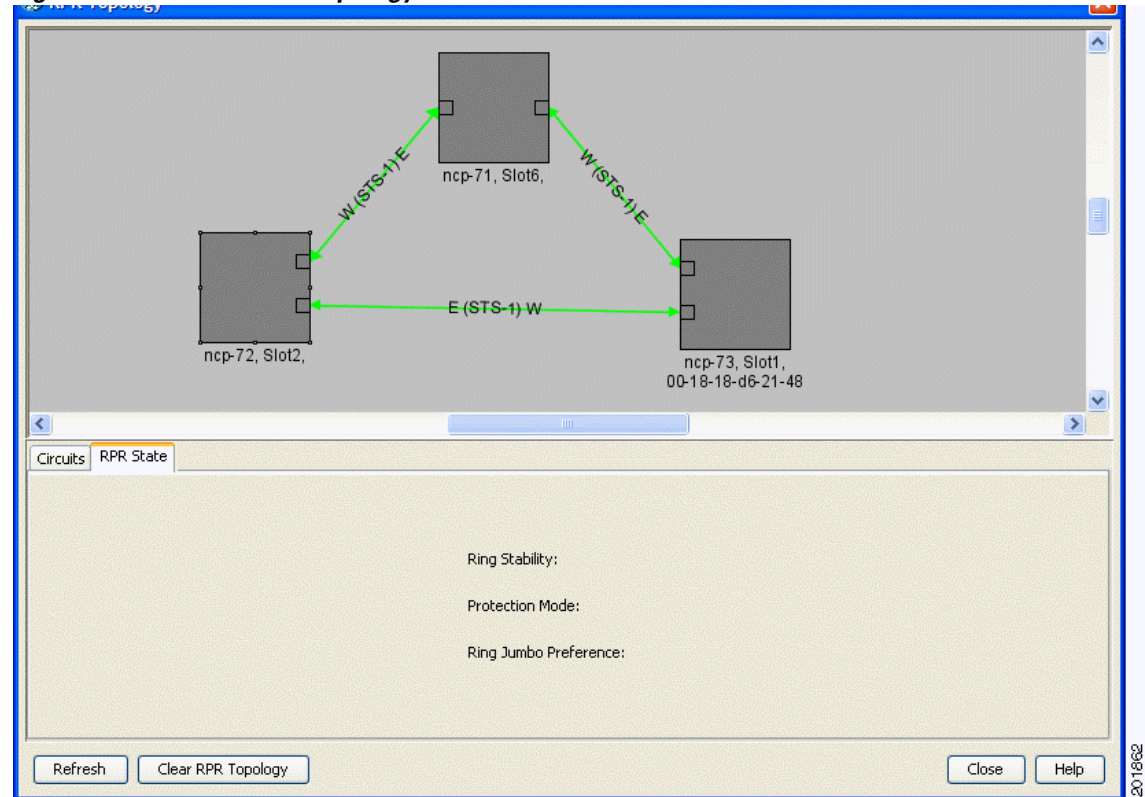 RPR Topology
ncp-71, Slot6,
W (STS-1) E
W (STS-1) E
E (STS-1) W
ncp-72, Slot2,
ncp-73, Slot1,
00-18-18-d6-21-48
Circuits
RPR State
Ring Stability:
Protection Mode:
Ring Jumbo Preference:
Refresh
Clear RPR Topology
Close
Help
201862